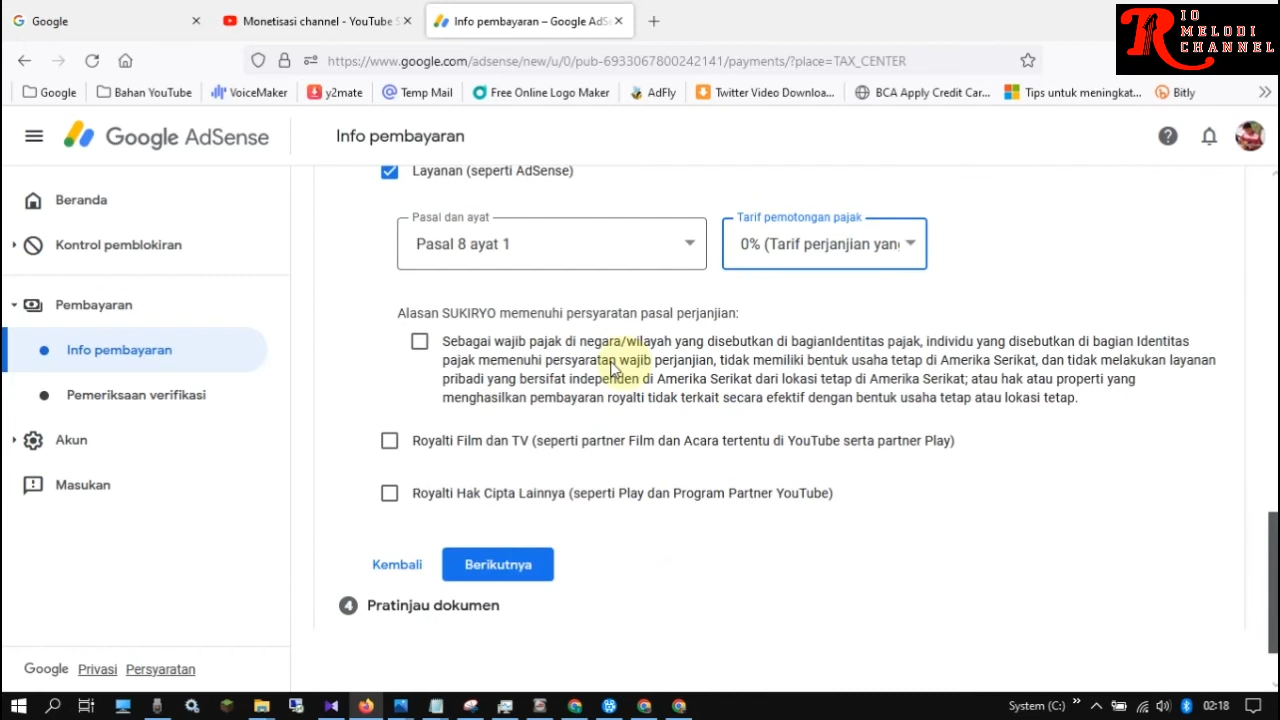 Google
Monetisasi channel - YouTube S
Info pembayaran – Google AdSe
R IO
MELODI
CHANNEL
https://www.google.com/adsense/new/u/0/pub-6933067800242141/payments/?place=TAX_CENTER
Google
Bahan YouTube
VoiceMaker
y2mate
Temp Mail
Free Online Logo Maker
AdFly
Twitter Video Downloa...
BCA Apply Credit Car...
Tips untuk meningkat...
Bitly
Google AdSense
Info pembayaran
Beranda
Kontrol pemblokiran
Pembayaran
Info pembayaran
Pemeriksaan verifikasi
Akun
Masukan
Google Privasi Persyaratan
Layanan (seperti AdSense)
Pasal dan ayat
Pasal 8 ayat 1
Tarif pemotongan pajak
0% (Tarif perjanjian yang
Alasan SUKIRYO memenuhi persyaratan pasal perjanjian:
Sebagai wajib pajak di negara/wilayah yang disebutkan di bagianIdentitas pajak, individu yang disebutkan di bagian Identitas
pajak memenuhi persyaratan wajib perjanjian, tidak memiliki bentuk usaha tetap di Amerika Serikat, dan tidak melakukan layanan
pribadi yang bersifat independen di Amerika Serikat dari lokasi tetap di Amerika Serikat; atau hak atau properti yang
menghasilkan pembayaran royalti tidak terkait secara efektif dengan bentuk usaha tetap atau lokasi tetap.
Royalti Film dan TV (seperti partner Film dan Acara tertentu di YouTube serta partner Play)
Royalti Hak Cipta Lainnya (seperti Play dan Program Partner YouTube)
Kembali
Berikutnya
4 Pratinjau dokumen
System (C:)
02:18